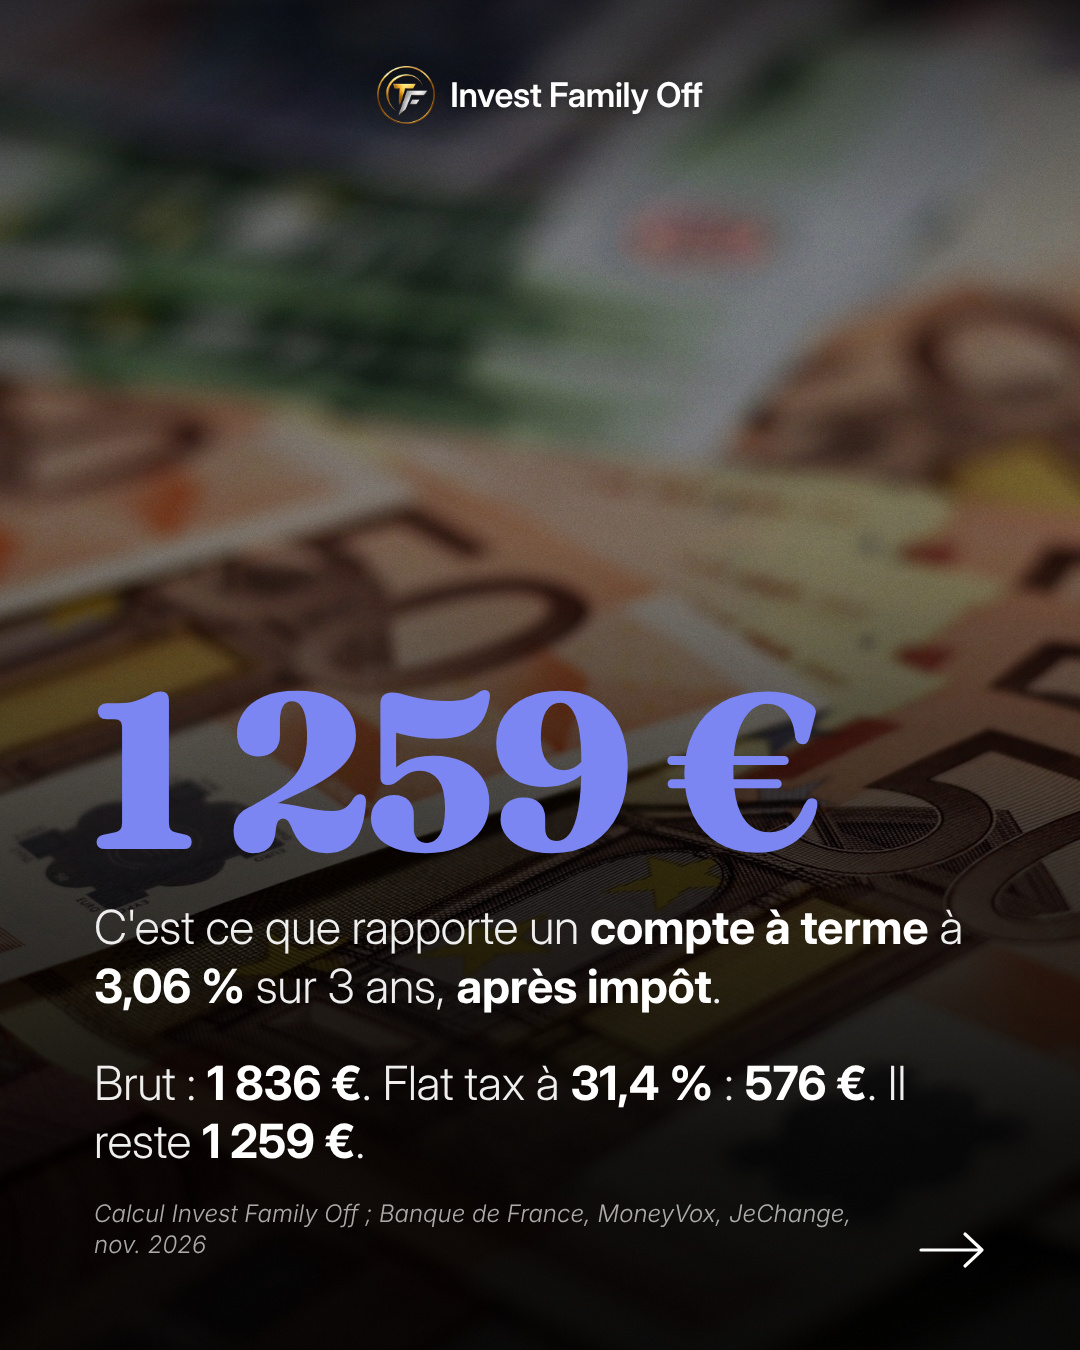 Invest Family Off
1 259 €
C'est ce que rapporte un compte à terme à
3,06 % sur 3 ans, après impôt.
Brut : 1 836 €. Flat tax à 31,4 % : 576 €. Il
reste 1 259 €.
Calcul Invest Family Off ; Banque de France, MoneyVox, JeChange,
nov. 2026